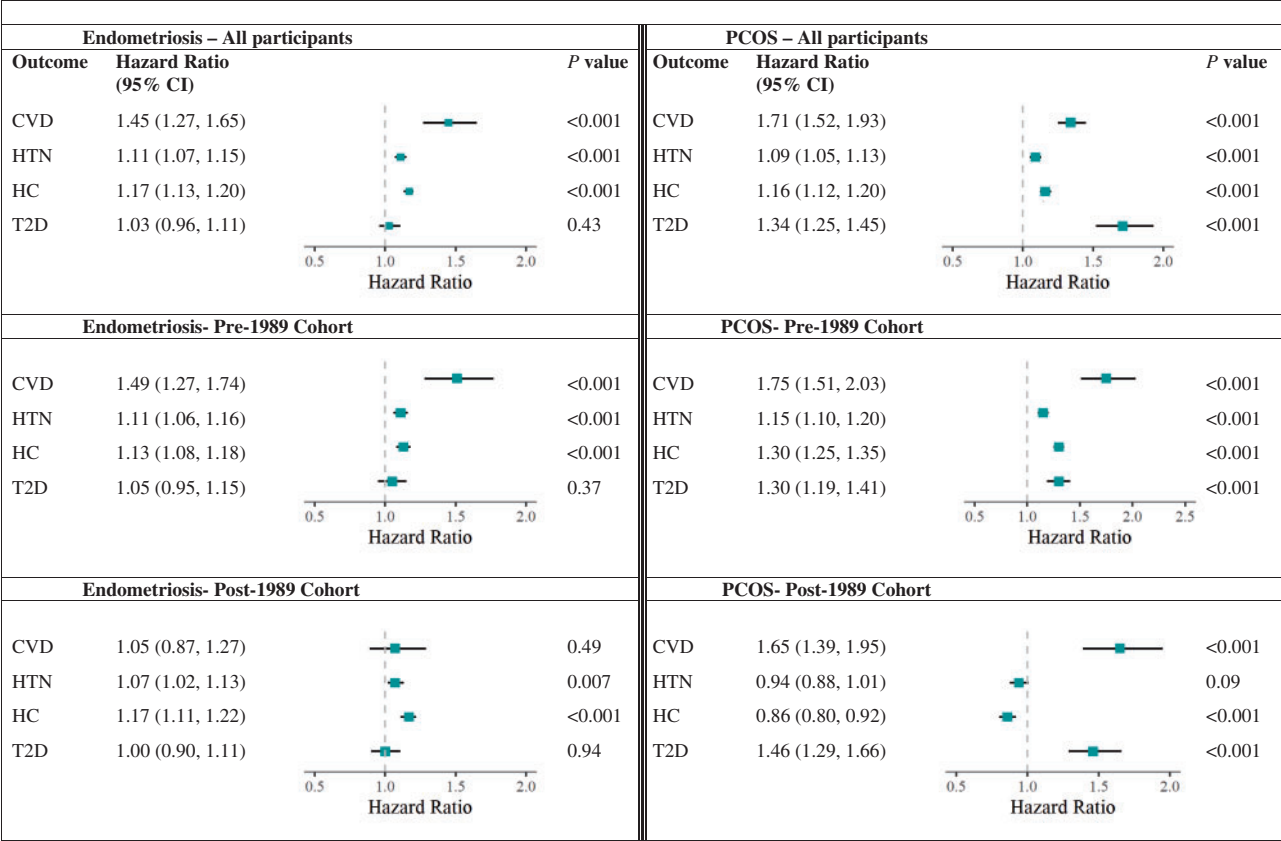 Endometriosis – All participants
Outcome Hazard Ratio (95% CI) P value
CVD 1.45 (1.27, 1.65) <0.001
HTN 1.11 (1.07, 1.15) <0.001
HC 1.17 (1.13, 1.20) <0.001
T2D 1.03 (0.96, 1.11) 0.43
0.5 1.0 1.5 2.0
Hazard Ratio
PCOS – All participants
Outcome Hazard Ratio (95% CI) P value
CVD 1.71 (1.52, 1.93) <0.001
HTN 1.09 (1.05, 1.13) <0.001
HC 1.16 (1.12, 1.20) <0.001
T2D 1.34 (1.25, 1.45) <0.001
0.5 1.0 1.5 2.0
Hazard Ratio
Endometriosis- Pre-1989 Cohort
CVD 1.49 (1.27, 1.74) <0.001
HTN 1.11 (1.06, 1.16) <0.001
HC 1.13 (1.08, 1.18) <0.001
T2D 1.05 (0.95, 1.15) 0.37
0.5 1.0 1.5 2.0
Hazard Ratio
PCOS- Pre-1989 Cohort
CVD 1.75 (1.51, 2.03) <0.001
HTN 1.15 (1.10, 1.20) <0.001
HC 1.30 (1.25, 1.35) <0.001
T2D 1.30 (1.19, 1.41) <0.001
0.5 1.0 1.5 2.0 2.5
Hazard Ratio
Endometriosis- Post-1989 Cohort
CVD 1.05 (0.87, 1.27) 0.49
HTN 1.07 (1.02, 1.13) 0.007
HC 1.17 (1.11, 1.22) <0.001
T2D 1.00 (0.90, 1.11) 0.94
0.5 1.0 1.5 2.0
Hazard Ratio
PCOS- Post-1989 Cohort
CVD 1.65 (1.39, 1.95) <0.001
HTN 0.94 (0.88, 1.01) 0.09
HC 0.86 (0.80, 0.92) <0.001
T2D 1.46 (1.29, 1.66) <0.001
0.5 1.0 1.5 2.0
Hazard Ratio